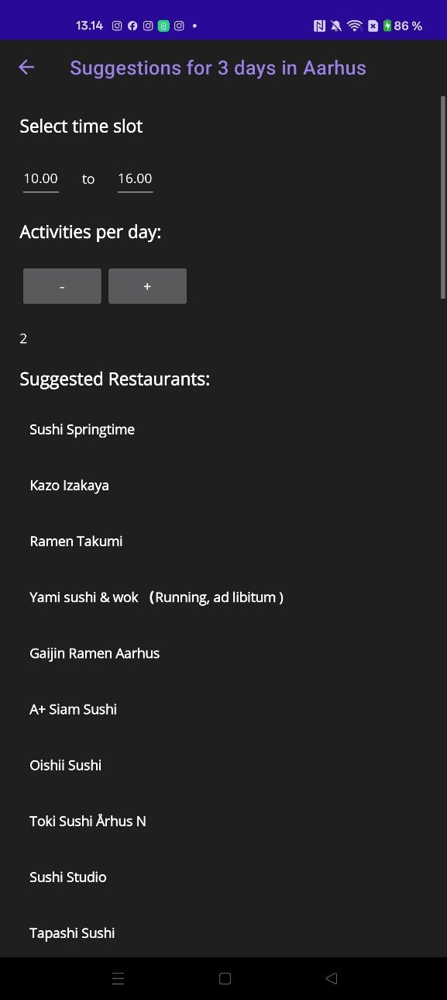 13.14
86 %
Suggestions for 3 days in Aarhus
Select time slot
10.00 to 16.00
Activities per day:
- +
2
Suggested Restaurants:
Sushi Springtime
Kazo Izakaya
Ramen Takumi
Yami sushi & wok （Running, ad libitum )
Gaijin Ramen Aarhus
A+ Siam Sushi
Oishii Sushi
Toki Sushi Århus N
Sushi Studio
Tapashi Sushi